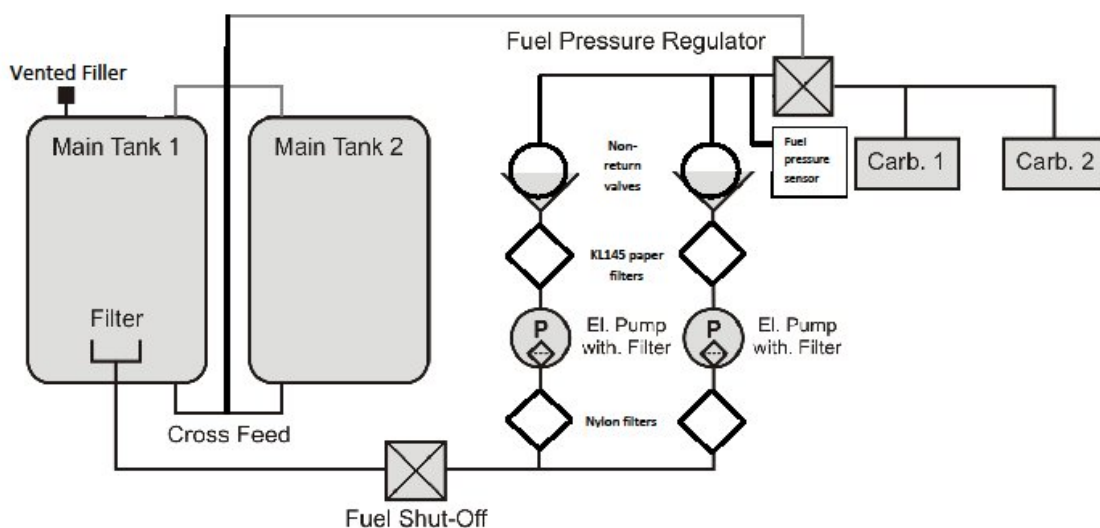 Fuel Pressure Regulator
Vented Filler
Main Tank 1
Main Tank 2
Non-
return
valves
Fuel
pressure
sensor
Carb. 1
Carb. 2
KL145 paper
filters
Filter
P
El. Pump
with. Filter
P
El. Pump
with. Filter
Nylon filters
Cross Feed
Fuel Shut-Off